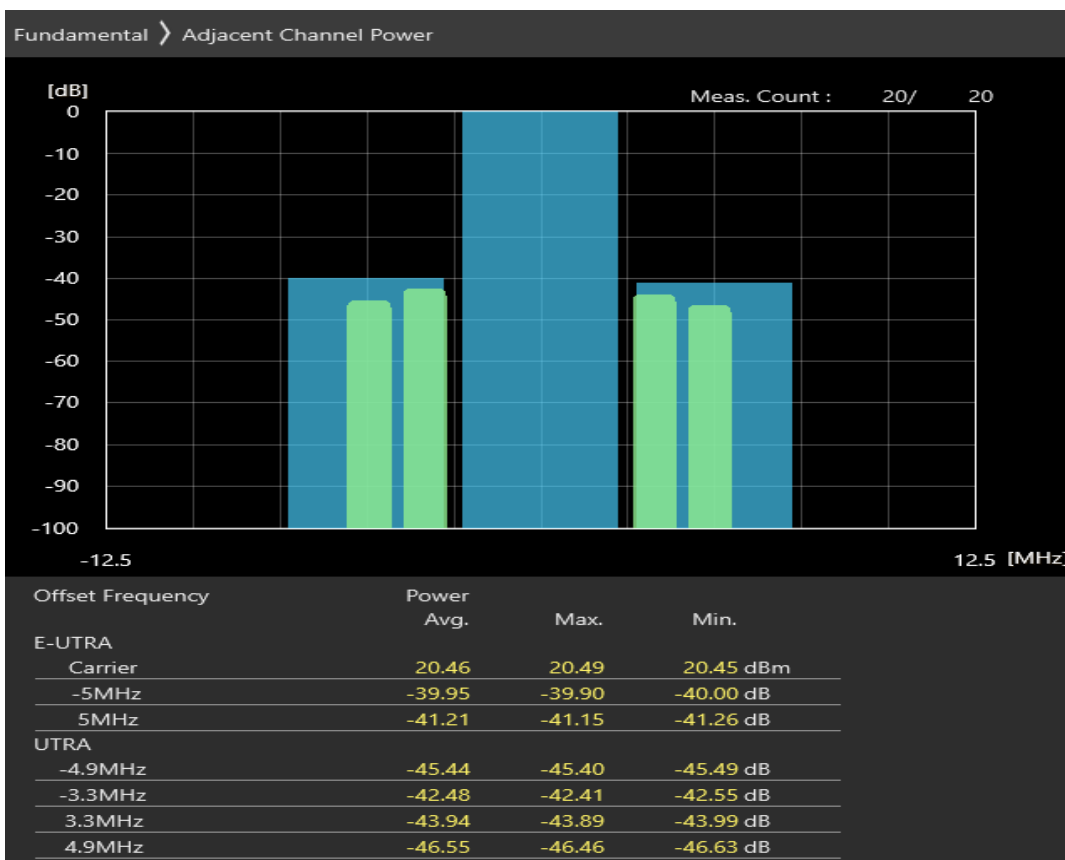 Fundamental 〉 Adjacent Channel Power
[dB]
Meas. Count : 20/ 20
0
-10
-20
-30
-40
-50
-60
-70
-80
-90
-100
-12.5 12.5 [MHz]
Offset Frequency Power
Avg. Max. Min.
E-UTRA
Carrier 20.46 20.49 20.45 dBm
-5MHz -39.95 -39.90 -40.00 dB
5MHz -41.21 -41.15 -41.26 dB
UTRA
-4.9MHz -45.44 -45.40 -45.49 dB
-3.3MHz -42.48 -42.41 -42.55 dB
3.3MHz -43.94 -43.89 -43.99 dB
4.9MHz -46.55 -46.46 -46.63 dB